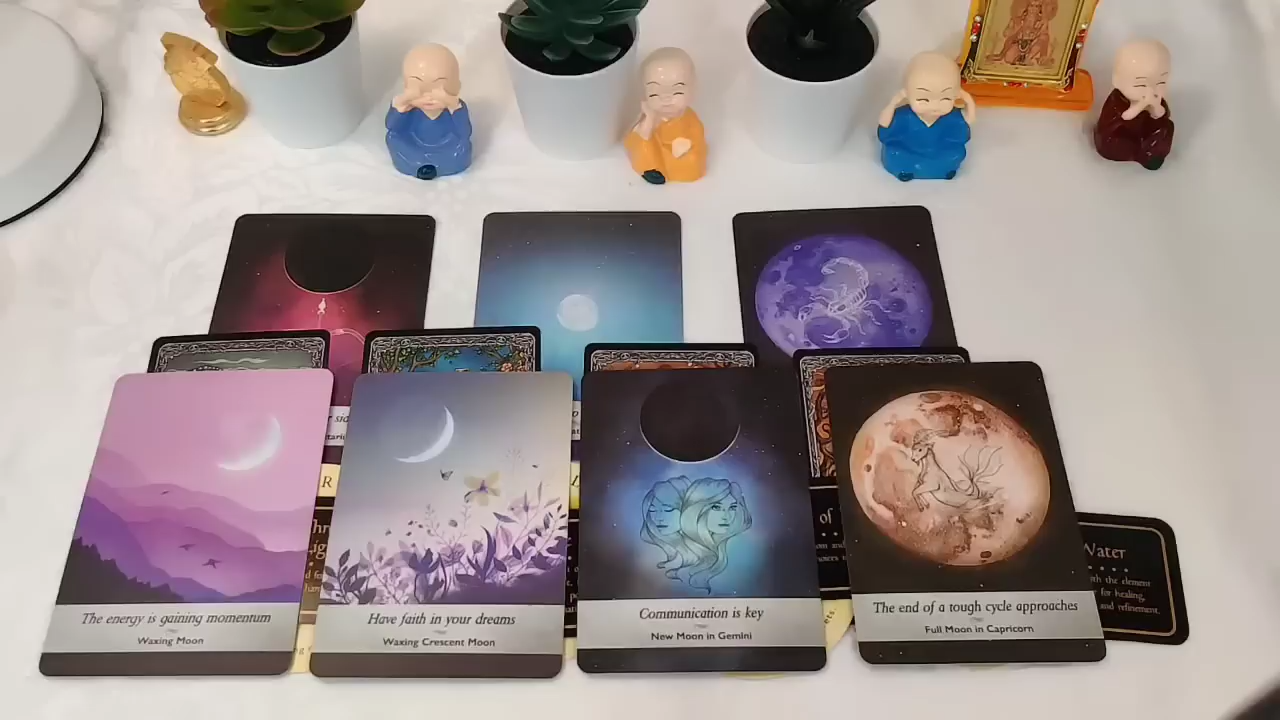 The energy is gaining momentum
Waxing Moon
Have faith in your dreams
Waxing Crescent Moon
Communication is key
New Moon in Gemini
The end of a tough cycle approaches
Full Moon in Capricorn
of
Water
the element
for healing,
and refinement.